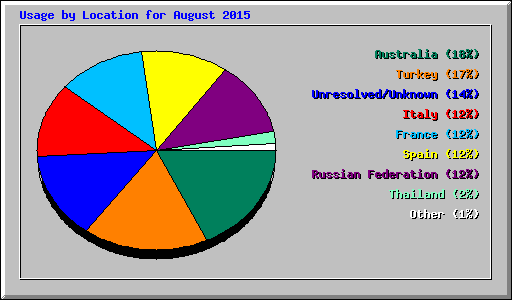 Usage by Location for August 2015
Australia (18%)
Turkey (17%)
Unresolved/Unknown (14%)
Italy (12%)
France (12%)
Spain (12%)
Russian Federation (12%)
Thailand (2%)
Other (1%)